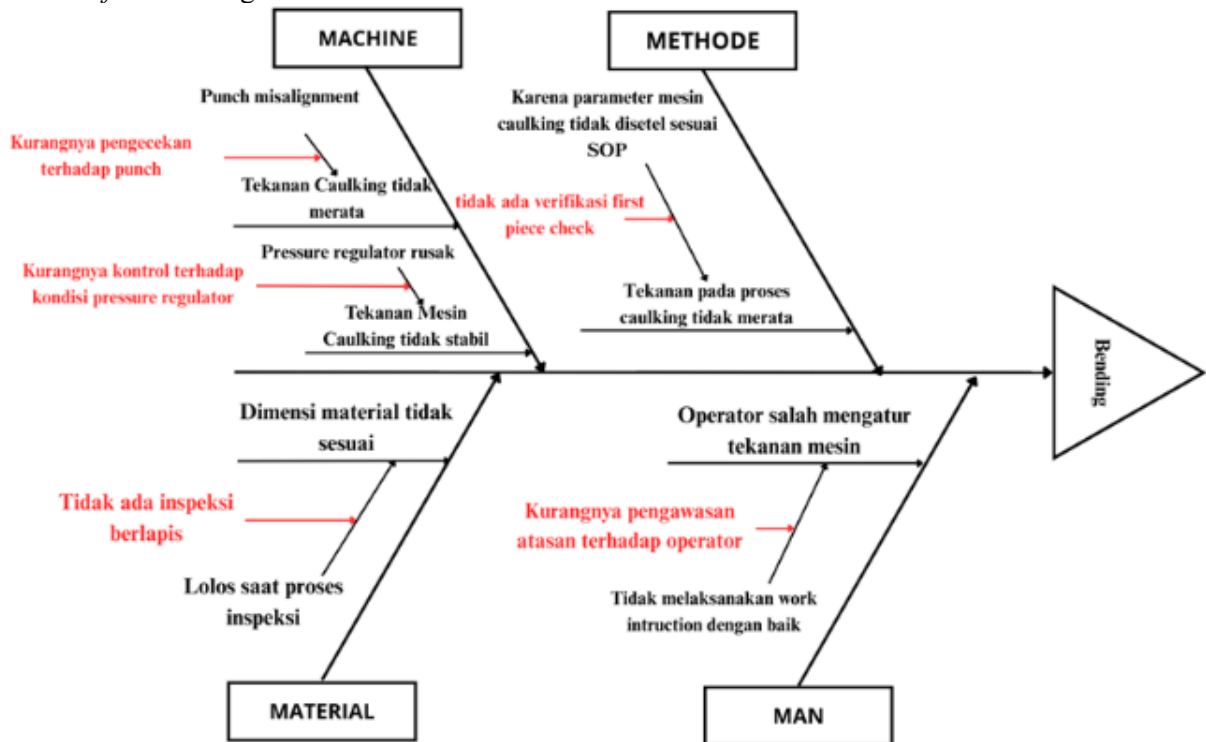 MACHINE
METHODE
Punch misalignment
Kurangnya pengecekan
terhadap punch
Tekanan Caulking tidak
merata
Pressure regulator rusak
Kurangnya kontrol terhadap
kondisi pressure regulator
Tekanan Mesin
Caulking tidak stabil
Karena parameter mesin
caulking tidak disetel sesuai
SOP
tidak ada verifikasi first
piece check
Tekanan pada proses
caulking tidak merata
Bending
Dimensi material tidak
sesuai
Tidak ada inspeksi
berlapis
Lolos saat proses
inspeksi
Operator salah mengatur
tekanan mesin
Kurangnya pengawasan
atasan terhadap operator
Tidak melaksanakan work
intruction dengan baik
MATERIAL
MAN